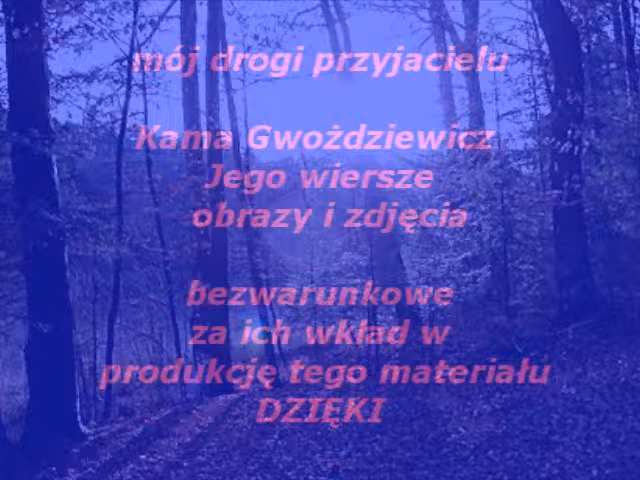 mój drogi przyjacielu
Kama Gwożdziewicz
Jego wiersze
obrazy i zdjęcia
bezwarunkowe
za ich wkład w
produkcję tego materiału
DZIĘKI